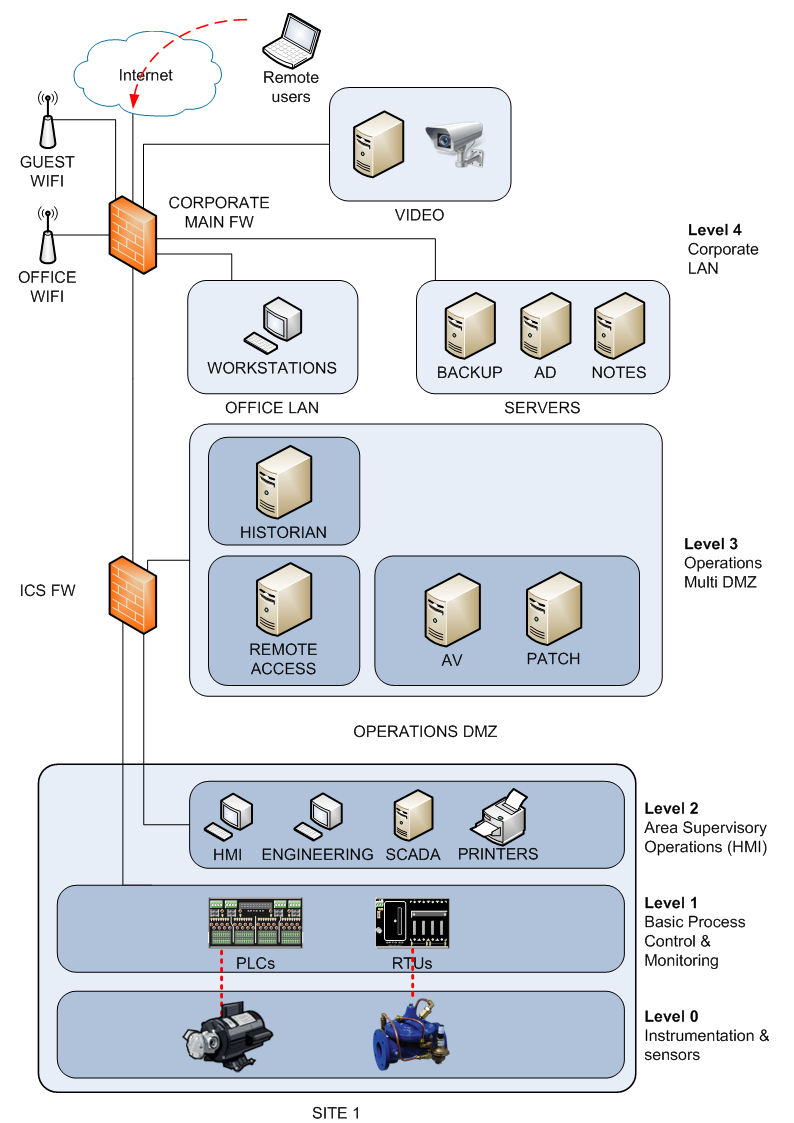 Internet
Remote
users
GUEST
WIFI
CORPORATE
MAIN FW
VIDEO
OFFICE
WIFI
Level 4
Corporate
LAN
WORKSTATIONS
OFFICE LAN
BACKUP
AD
NOTES
SERVERS
HISTORIAN
Level 3
Operations
Multi DMZ
ICS FW
REMOTE
ACCESS
AV
PATCH
OPERATIONS DMZ
HMI
ENGINEERING
SCADA
PRINTERS
Level 2
Area Supervisory
Operations (HMI)
PLCs
RTUs
Level 1
Basic Process
Control &
Monitoring
Level 0
Instrumentation &
sensors
SITE 1